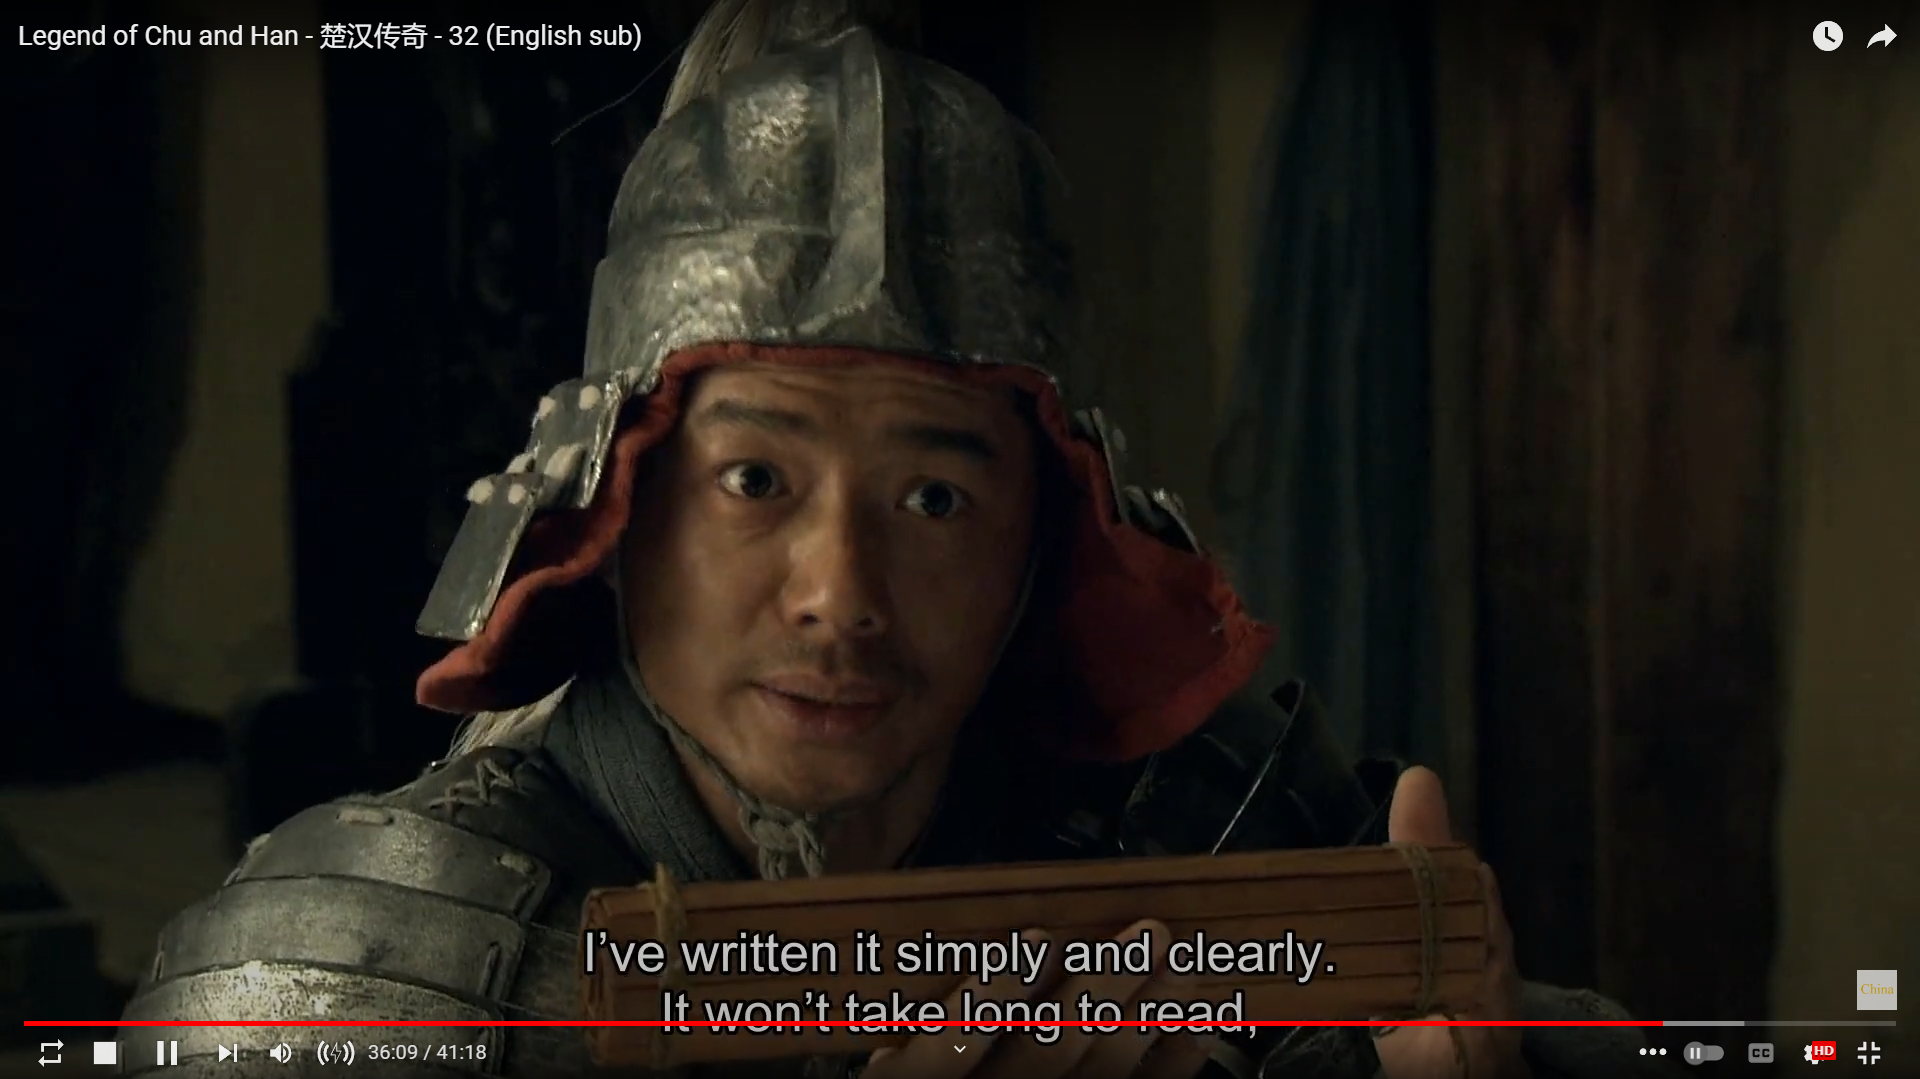 Legend of Chu and Han - 楚汉传奇 - 32 (English sub)
I’ve written it simply and clearly.
It won’t take long to read,
China
36:09 / 41:18
CC
HD